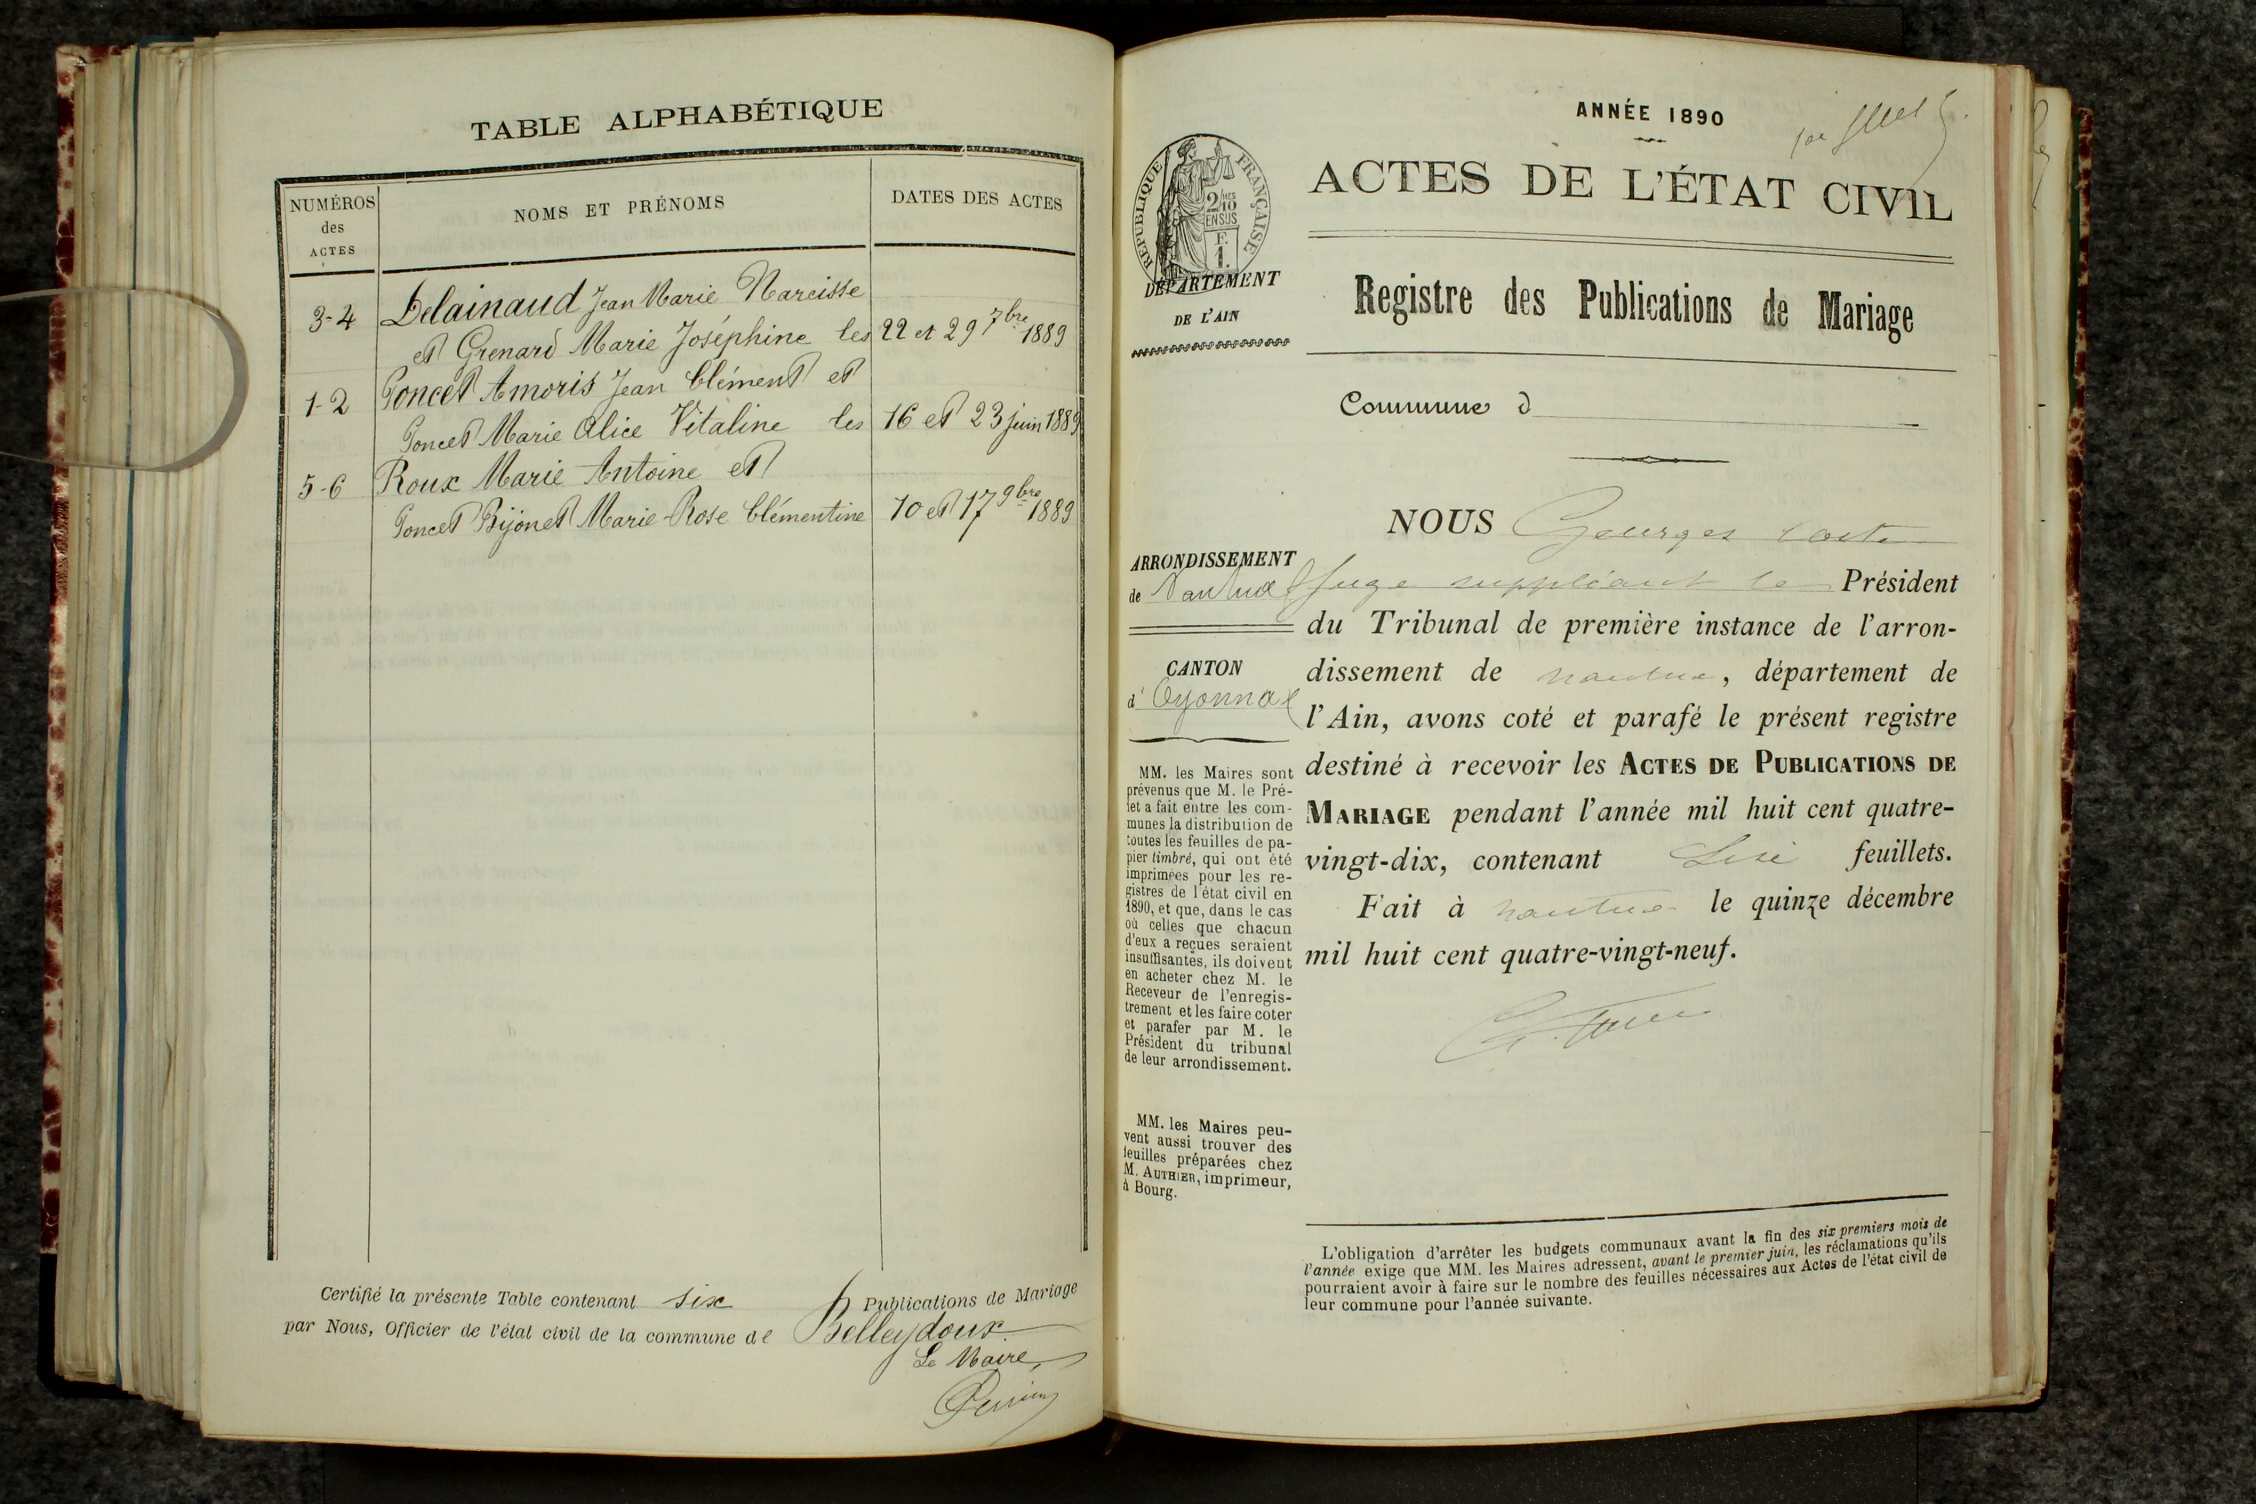 TABLE ALPHABÉTIQUE
NUMÉROS
des
ACTES
NOMS ET PRÉNOMS
DATES DES ACTES
3-4
Delainaud Jean Marie Narcisse
et Grenard Marie Joséphine les
22 et 29 7bre 1889
1-2
Poncet Amoris Jean Clément et
Poncet Marie Alice Vitaline les
16 et 23 juin 1889
5-6
Roux Marie Antoine et
Poncet Bijonet Marie-Rose Clémentine
10 et 17 9bre 1889
Certifié la présente Table contenant six Publications de Mariage
par Nous, Officier de l'état civil de la commune de Belleydoux
Le Maire,
ANNÉE 1890
ACTES DE L'ÉTAT CIVIL
RÉPUBLIQUE FRANÇAISE
2/10
EN SUS
F.
1.
DÉPARTEMENT
DE L'AIN
Registre des Publications de Mariage
Commune d
ARRONDISSEMENT
de Nantua
CANTON
d'Oyonnax
MM. les Maires sont
prévenus que M. le Pré-
fet a fait entre les com-
munes la distribution de
toutes les feuilles de pa-
pier timbré, qui ont été
imprimées pour les re-
gistres de l'état civil en
1890, et que, dans le cas
où celles que chacun
d'eux a reçues seraient
insuffisantes, ils doivent
en acheter chez M. le
Receveur de l'enregis-
trement et les faire coter
et parafer par M. le
Président du tribunal
de leur arrondissement.
MM. les Maires peu-
vent aussi trouver des
feuilles préparées chez
M. AUTHIER, imprimeur,
à Bourg.
NOUS Georges
Juge suppléant le Président
du Tribunal de première instance de l'arron-
dissement de Nantua, département de
l'Ain, avons coté et parafé le présent registre
destiné à recevoir les ACTES DE PUBLICATIONS DE
MARIAGE pendant l'année mil huit cent quatre-
vingt-dix, contenant feuillets.
Fait à Nantua le quinze décembre
mil huit cent quatre-vingt-neuf.
L'obligation d'arrêter les budgets communaux avant la fin des six premiers mois de
l'année exige que MM. les Maires adressent, avant le premier juin, les réclamations qu'ils
pourraient avoir à faire sur le nombre des feuilles nécessaires aux Actes de l'état civil de
leur commune pour l'année suivante.